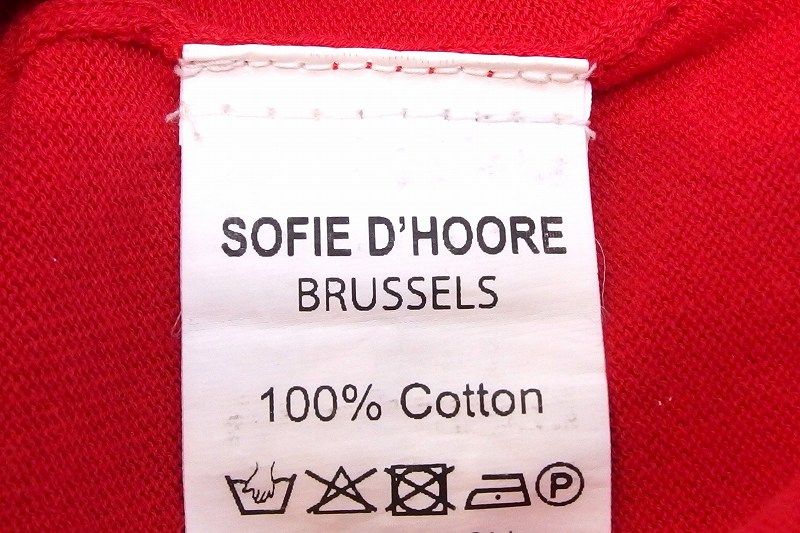 SOFIE D'HOORE
BRUSSELS
100% Cotton
P